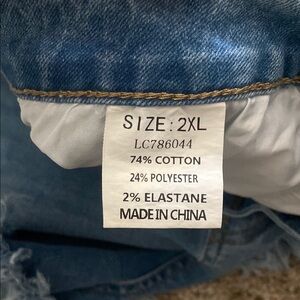 SIZE: 2XL
LC786044
74% COTTON
24% POLYESTER
2% ELASTANE
MADE IN CHINA